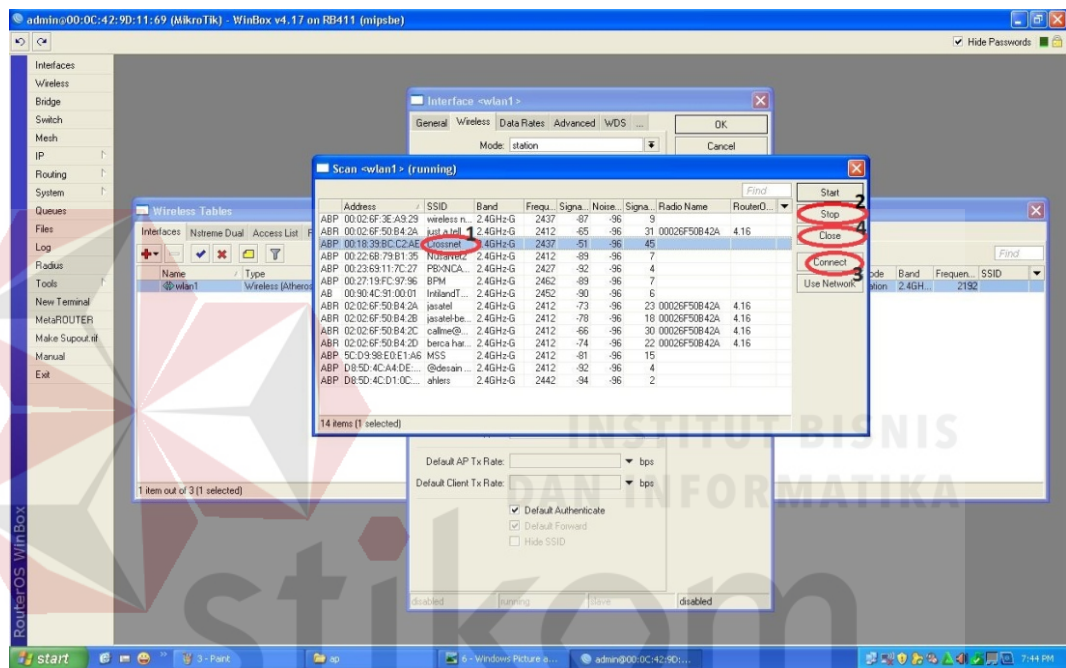 admin@00:0C:42:9D:11:69 (MikroTik) - WinBox v4.17 on RB411 (mipsbe)
Hide Passwords
Interfaces
Wireless
Bridge
Switch
Mesh
IP
Routing
System
Queues
Files
Log
Radius
Tools
New Terminal
MetaROUTER
Make Supout.rif
Manual
Exit
RouterOS WinBox
Interface <wlan1>
General Wireless Data Rates Advanced WDS ...
OK
Mode: station
Cancel
Scan <wlan1> (running)
Find
Start
Stop 2
Close 4
Connect 3
Use Network
Address SSID Band Frequ... Signa... Noise... Signa... Radio Name RouterO...
ABP 00:02:6F:3E:A9:29 wireless n... 2.4GHz-G 2437 -87 -96 9
ABR 00:02:6F:50:B4:2A just a tell 2.4GHz-G 2412 -65 -96 31 00026F50B42A 4.16
1
ABP 00:18:39:BC:C2:AE Crossnet 2.4GHz-G 2437 -51 -96 45
ABP 00:22:6B:79:B1:35 NusaNet2 2.4GHz-G 2412 -89 -96 7
ABP 00:23:69:11:7C:27 PBXNCA... 2.4GHz-G 2427 -92 -96 4
ABP 00:27:19:FC:97:96 BPM 2.4GHz-G 2462 -89 -96 7
AB 00:90:4C:91:00:01 IntilandT... 2.4GHz-G 2452 -90 -96 6
ABR 02:02:6F:50:B4:2A jasatel 2.4GHz-G 2412 -73 -96 23 00026F50B42A 4.16
ABR 02:02:6F:50:B4:2B jasatel-be... 2.4GHz-G 2412 -78 -96 18 00026F50B42A 4.16
ABR 02:02:6F:50:B4:2C callme@... 2.4GHz-G 2412 -66 -96 30 00026F50B42A 4.16
ABR 02:02:6F:50:B4:2D berca har... 2.4GHz-G 2412 -74 -96 22 00026F50B42A 4.16
ABP 5C:D9:98:E0:E1:A6 MSS 2.4GHz-G 2412 -81 -96 15
ABP D8:5D:4C:A4:DE:... @desain ... 2.4GHz-G 2412 -92 -96 4
ABP D8:5D:4C:D1:0C:... ahlers 2.4GHz-G 2442 -94 -96 2
14 items (1 selected)
Wireless Tables
Interfaces Nstreme Dual Access List
Find
Name Type
Band Frequen... SSID
wlan1 Wireless (Atheros
ation 2.4GH... 2192
1 item out of 3 (1 selected)
Default AP Tx Rate: bps
Default Client Tx Rate: bps
Default Authenticate
Default Forward
Hide SSID
disabled running slave disabled
INSTITUT BISNIS
DAN INFORMATIKA
stikom
start 3 - Paint ap 6 - Windows Picture a... admin@00:0C:42:9D:... 7:44 PM